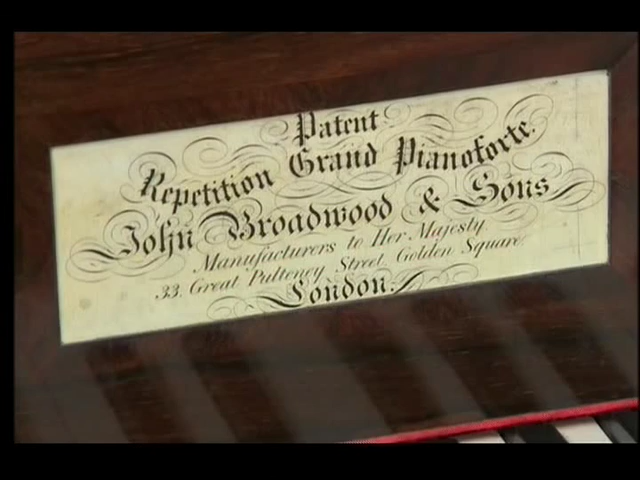 Patent
Repetition Grand Pianoforte.
John Broadwood & Sons
Manufacturers to Her Majesty
33, Great Pulteney Street, Golden Square
London.